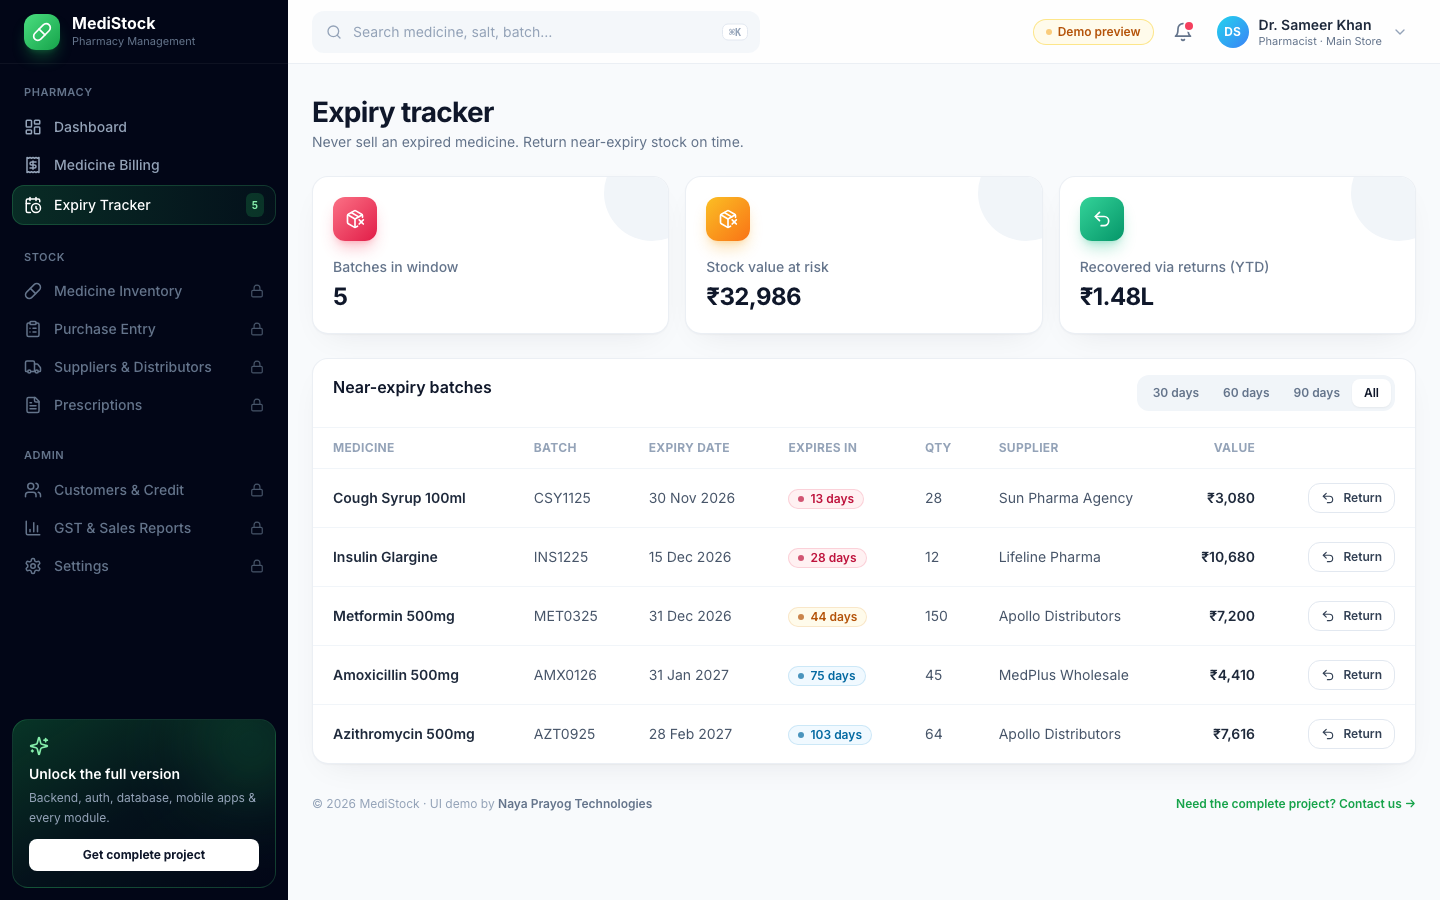 MediStock
Pharmacy Management
Search medicine, salt, batch...
⌘K
Demo preview
DS
Dr. Sameer Khan
Pharmacist · Main Store
PHARMACY
Dashboard
Medicine Billing
Expiry Tracker 5
STOCK
Medicine Inventory
Purchase Entry
Suppliers & Distributors
Prescriptions
ADMIN
Customers & Credit
GST & Sales Reports
Settings
Unlock the full version
Backend, auth, database, mobile apps &
every module.
Get complete project
Expiry tracker
Never sell an expired medicine. Return near-expiry stock on time.
Batches in window
5
Stock value at risk
₹32,986
Recovered via returns (YTD)
₹1.48L
Near-expiry batches
30 days 60 days 90 days All
MEDICINE BATCH EXPIRY DATE EXPIRES IN QTY SUPPLIER VALUE
Cough Syrup 100ml CSY1125 30 Nov 2026 13 days 28 Sun Pharma Agency ₹3,080 Return
Insulin Glargine INS1225 15 Dec 2026 28 days 12 Lifeline Pharma ₹10,680 Return
Metformin 500mg MET0325 31 Dec 2026 44 days 150 Apollo Distributors ₹7,200 Return
Amoxicillin 500mg AMX0126 31 Jan 2027 75 days 45 MedPlus Wholesale ₹4,410 Return
Azithromycin 500mg AZT0925 28 Feb 2027 103 days 64 Apollo Distributors ₹7,616 Return
© 2026 MediStock · UI demo by Naya Prayog Technologies
Need the complete project? Contact us →